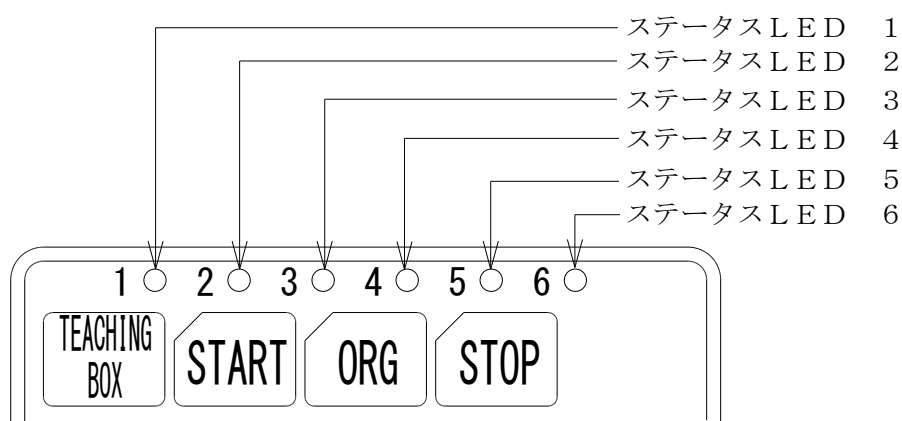 ステータスＬＥＤ　１
ステータスＬＥＤ　２
ステータスＬＥＤ　３
ステータスＬＥＤ　４
ステータスＬＥＤ　５
ステータスＬＥＤ　６
1 2 3 4 5 6
TEACHING
BOX
START
ORG
STOP